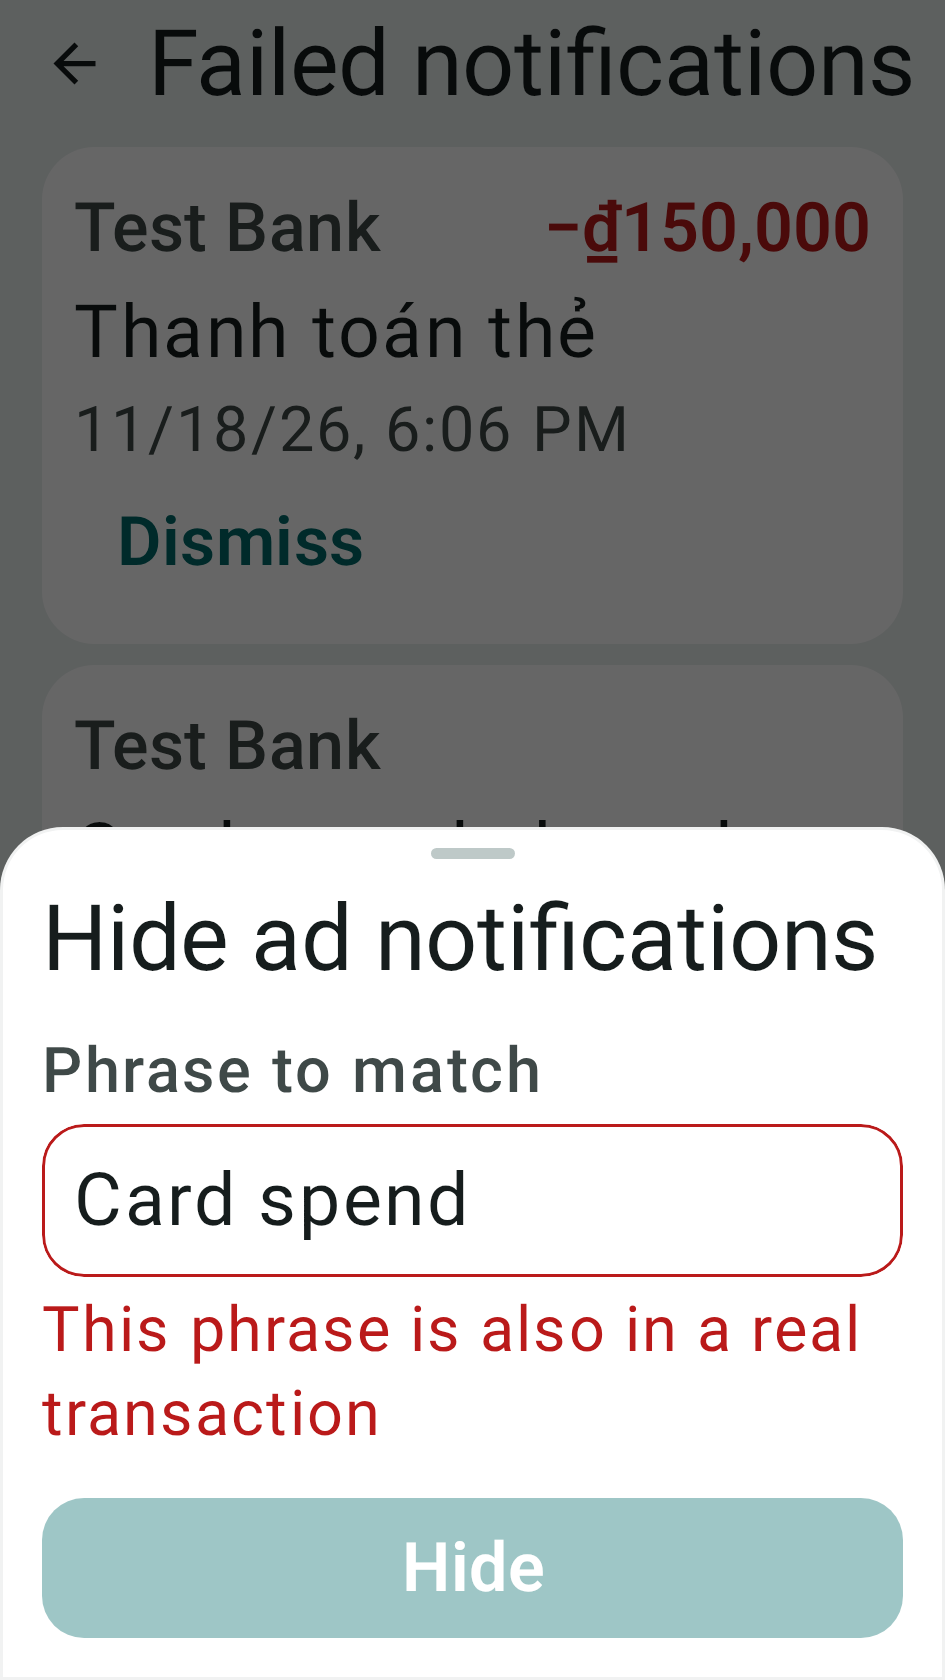 Failed notifications
Test Bank −₫150,000
Thanh toán thẻ
11/18/26, 6:06 PM
Dismiss
Test Bank
Hide ad notifications
Phrase to match
Card spend
This phrase is also in a real
transaction
Hide